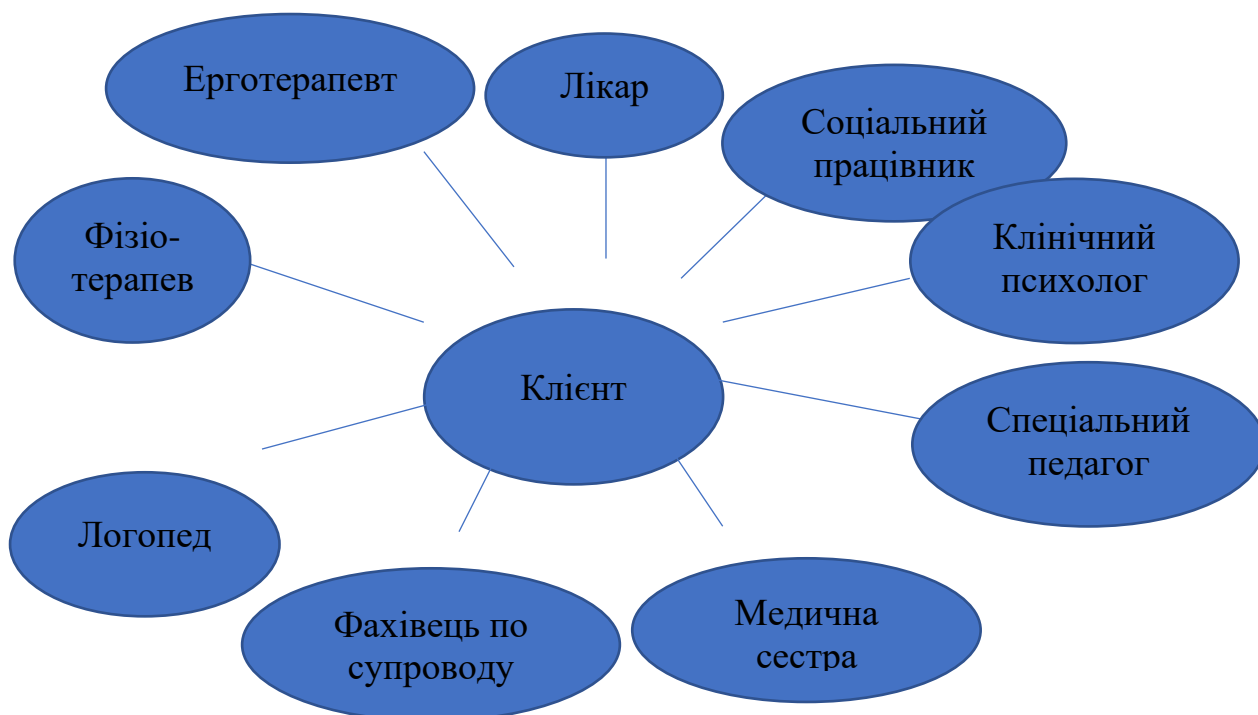 Ерготерапевт
Лікар
Соціальний
працівник
Фізіо-
терапев
Клінічний
психолог
Клієнт
Спеціальний
педагог
Логопед
Фахівець по
супроводу
Медична
сестра